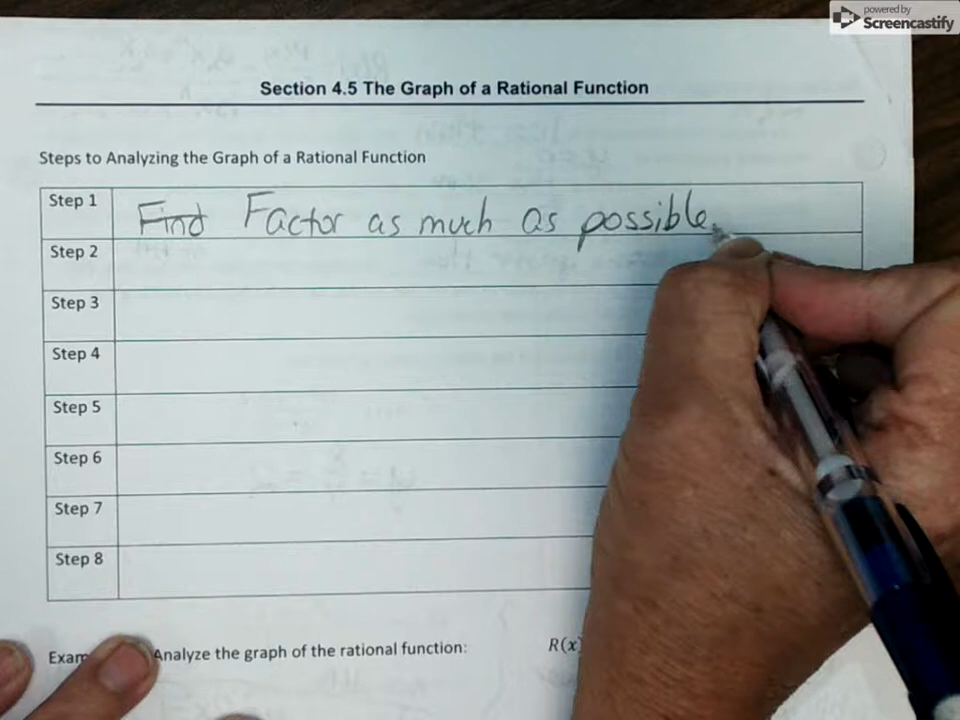 powered by
Screencastify
Section 4.5 The Graph of a Rational Function
Steps to Analyzing the Graph of a Rational Function
Step 1 Find Factor as much as possible.
Step 2
Step 3
Step 4
Step 5
Step 6
Step 7
Step 8
Analyze the graph of the rational function: R(x)